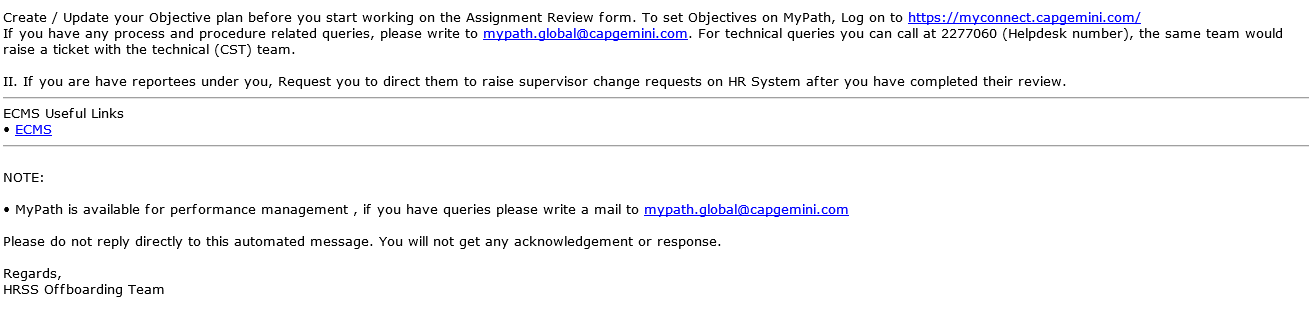 Create / Update your Objective plan before you start working on the Assignment Review form. To set Objectives on MyPath, Log on to https://myconnect.capgemini.com/
If you have any process and procedure related queries, please write to mypath.global@capgemini.com. For technical queries you can call at 2277060 (Helpdesk number), the same team would
raise a ticket with the technical (CST) team.
II. If you are have reportees under you, Request you to direct them to raise supervisor change requests on HR System after you have completed their review.
ECMS Useful Links
• ECMS
NOTE:
• MyPath is available for performance management , if you have queries please write a mail to mypath.global@capgemini.com
Please do not reply directly to this automated message. You will not get any acknowledgement or response.
Regards,
HRSS Offboarding Team